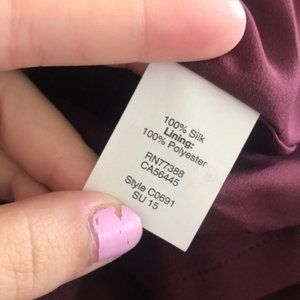 100% Silk
Lining:
100% Polyester
RN77388
CA56445
Style C0691
SU 15